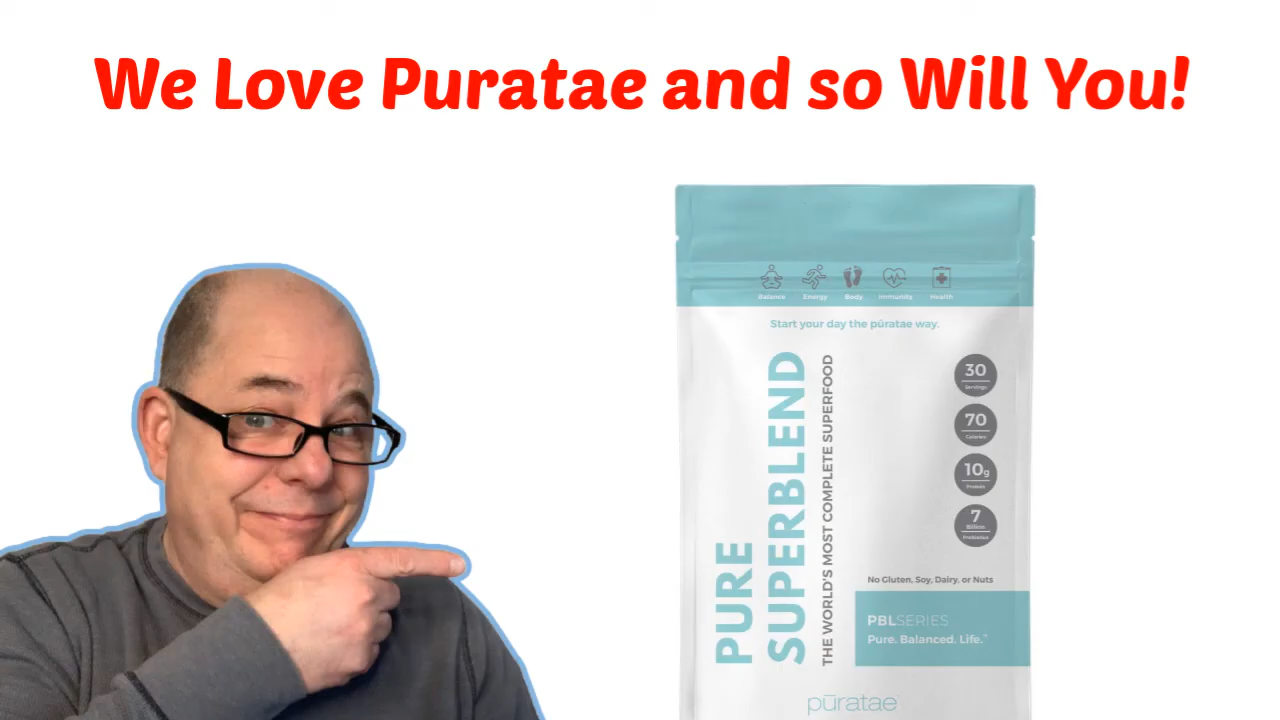 We Love Puratae and so Will You!
Balance Energy Body Immunity Health
Start your day the pūratae way.
PURE
SUPERBLEND
THE WORLD'S MOST COMPLETE SUPERFOOD
30
Servings
70
Calories
10g
Protein
7
Billion
Probiotics
No Gluten, Soy, Dairy, or Nuts
PBLSERIES
Pure. Balanced. Life.™
pūratae